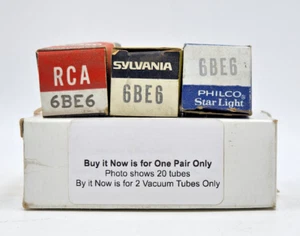 RCA
6BE6
SYLVANIA
6BE6
6BE6
PHILCO
Star Light
Buy it Now is for One Pair Only
Photo shows 20 tubes
By it Now is for 2 Vacuum Tubes Only